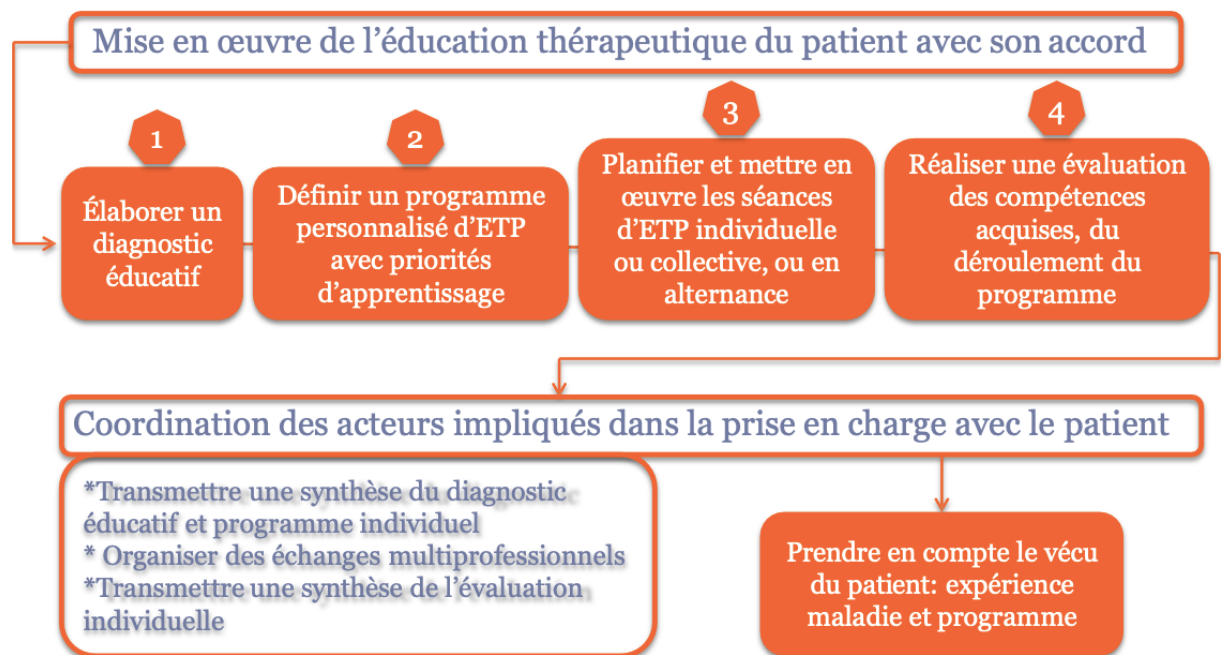 Mise en œuvre de l’éducation thérapeutique du patient avec son accord
1
Élaborer un
diagnostic
éducatif
2
Définir un programme
personnalisé d’ETP
avec priorités
d’apprentissage
3
Planifier et mettre en
œuvre les séances
d’ETP individuelle
ou collective, ou en
alternance
4
Réaliser une évaluation
des compétences
acquises, du
déroulement du
programme
Coordination des acteurs impliqués dans la prise en charge avec le patient
*Transmettre une synthèse du diagnostic
éducatif et programme individuel
* Organiser des échanges multiprofessionnels
*Transmettre une synthèse de l’évaluation
individuelle
Prendre en compte le vécu
du patient: expérience
maladie et programme